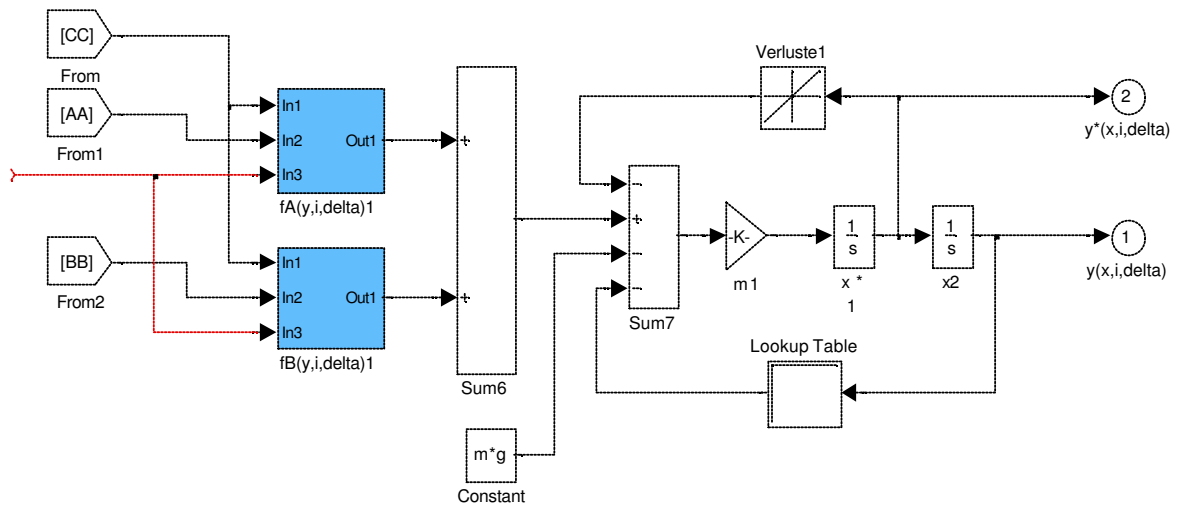 [CC]
From
[AA]
From1
[BB]
From2
In1
In2
In3
Out1
fA(y,i,delta)1
In1
In2
In3
Out1
fB(y,i,delta)1
+
+
Sum6
m*g
Constant
Verluste1
-
+
-
-
Sum7
-K-
m1
1
s
x *
1
1
s
x2
Lookup Table
2
y*(x,i,delta)
1
y(x,i,delta)